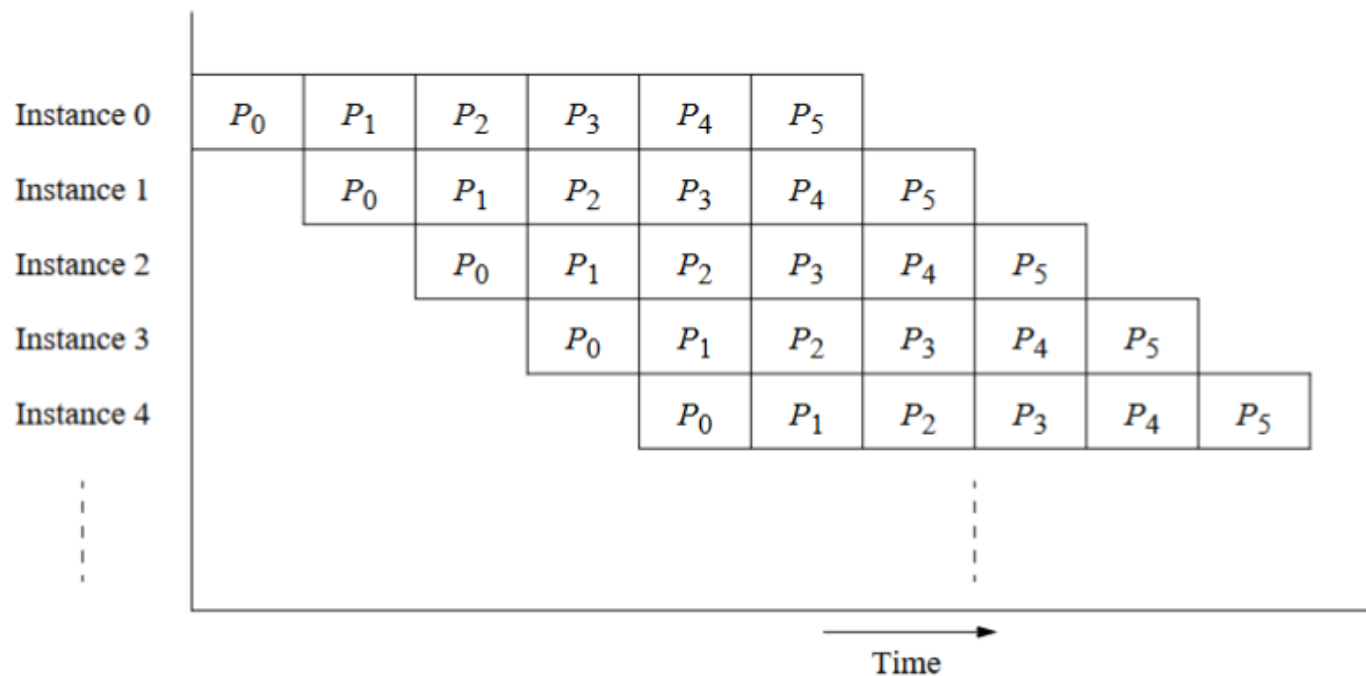 Instance 0 P0 P1 P2 P3 P4 P5
Instance 1 P0 P1 P2 P3 P4 P5
Instance 2 P0 P1 P2 P3 P4 P5
Instance 3 P0 P1 P2 P3 P4 P5
Instance 4 P0 P1 P2 P3 P4 P5
Time